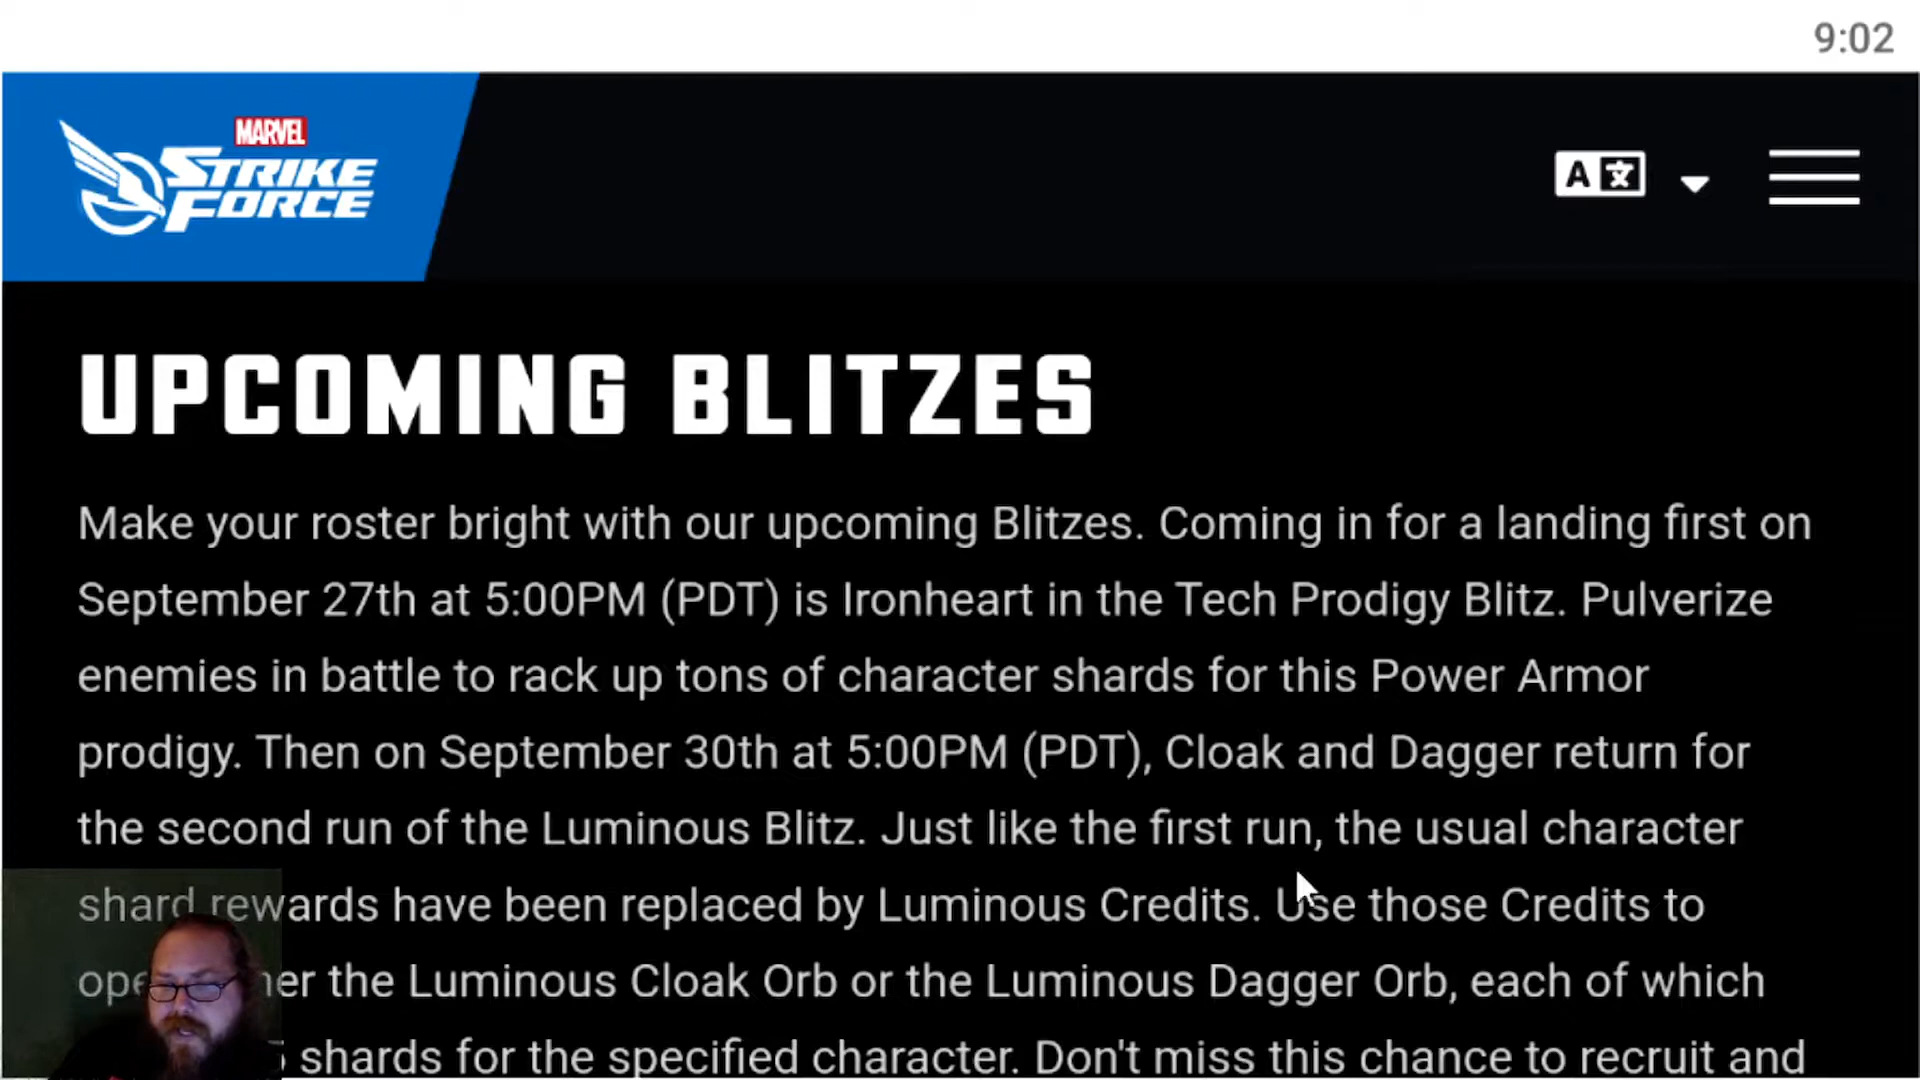 9:02
MARVEL
STRIKE
FORCE
A文
UPCOMING BLITZES
Make your roster bright with our upcoming Blitzes. Coming in for a landing first on
September 27th at 5:00PM (PDT) is Ironheart in the Tech Prodigy Blitz. Pulverize
enemies in battle to rack up tons of character shards for this Power Armor
prodigy. Then on September 30th at 5:00PM (PDT), Cloak and Dagger return for
the second run of the Luminous Blitz. Just like the first run, the usual character
shard rewards have been replaced by Luminous Credits. Use those Credits to
the Luminous Cloak Orb or the Luminous Dagger Orb, each of which
shards for the specified character. Don't miss this chance to recruit and